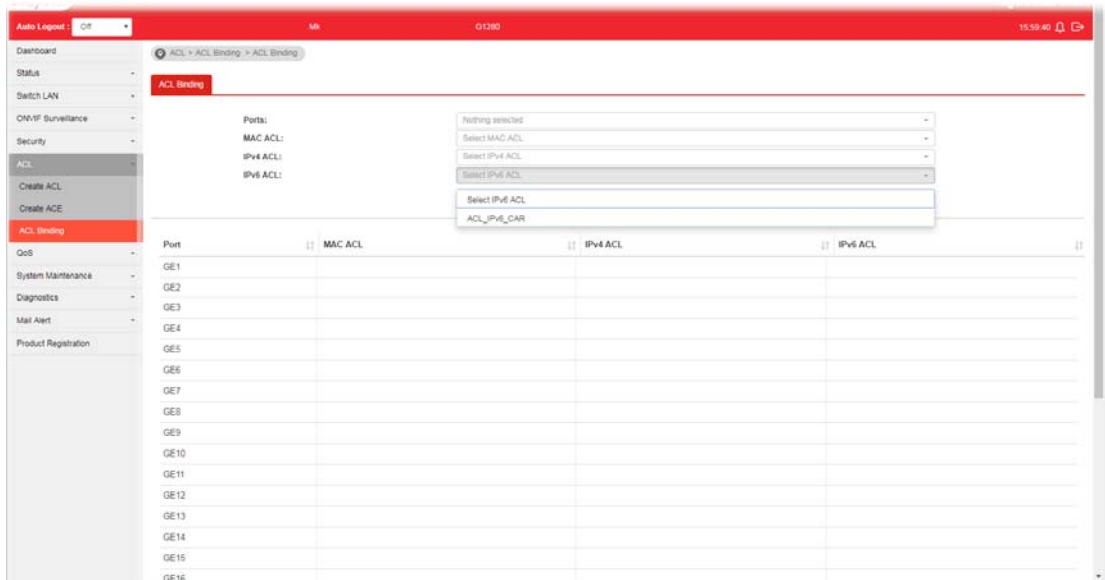 Auto Logout : Off Mk G1280 15:59:40
Dashboard
Status
Switch LAN
ONVIF Surveillance
Security
ACL
Create ACL
Create ACE
ACL Binding
QoS
System Maintenance
Diagnostics
Mail Alert
Product Registration
ACL > ACL Binding > ACL Binding
ACL Binding
Ports: Nothing selected
MAC ACL: Select MAC ACL
IPv4 ACL: Select IPv4 ACL
IPv6 ACL: Select IPv6 ACL
Select IPv6 ACL
ACL_IPv6_CAR
Port MAC ACL IPv4 ACL IPv6 ACL
GE1
GE2
GE3
GE4
GE5
GE6
GE7
GE8
GE9
GE10
GE11
GE12
GE13
GE14
GE15
GE16